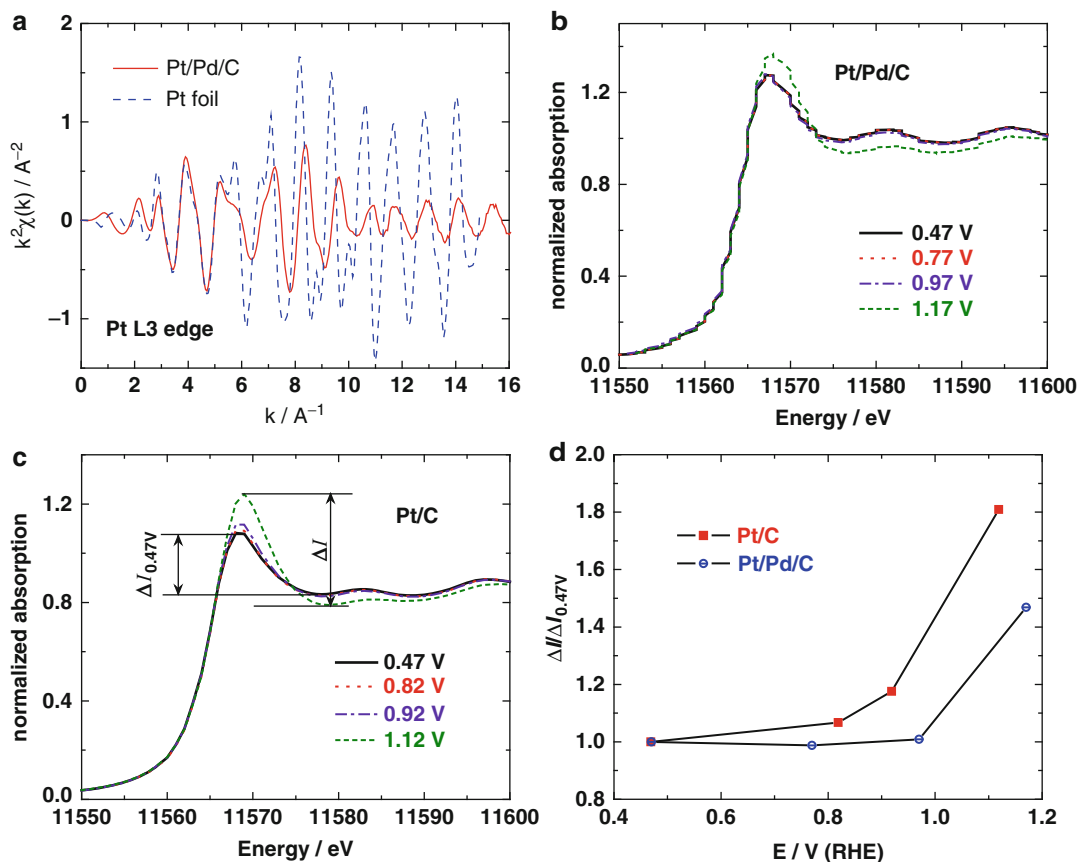 a
2
1
0
−1
k²χ(k) / A⁻²
Pt/Pd/C
Pt foil
Pt L3 edge
0 2 4 6 8 10 12 14 16
k / A⁻¹
b
1.2
0.8
0.4
0.0
normalized absorption
Pt/Pd/C
0.47 V
0.77 V
0.97 V
1.17 V
11550 11560 11570 11580 11590 11600
Energy / eV
c
1.2
0.8
0.4
0.0
normalized absorption
Pt/C
ΔI0.47V
ΔI
0.47 V
0.82 V
0.92 V
1.12 V
11550 11560 11570 11580 11590 11600
Energy / eV
d
2.0
1.8
1.6
1.4
1.2
1.0
0.8
ΔI/ΔI0.47V
Pt/C
Pt/Pd/C
0.4 0.6 0.8 1.0 1.2
E / V (RHE)